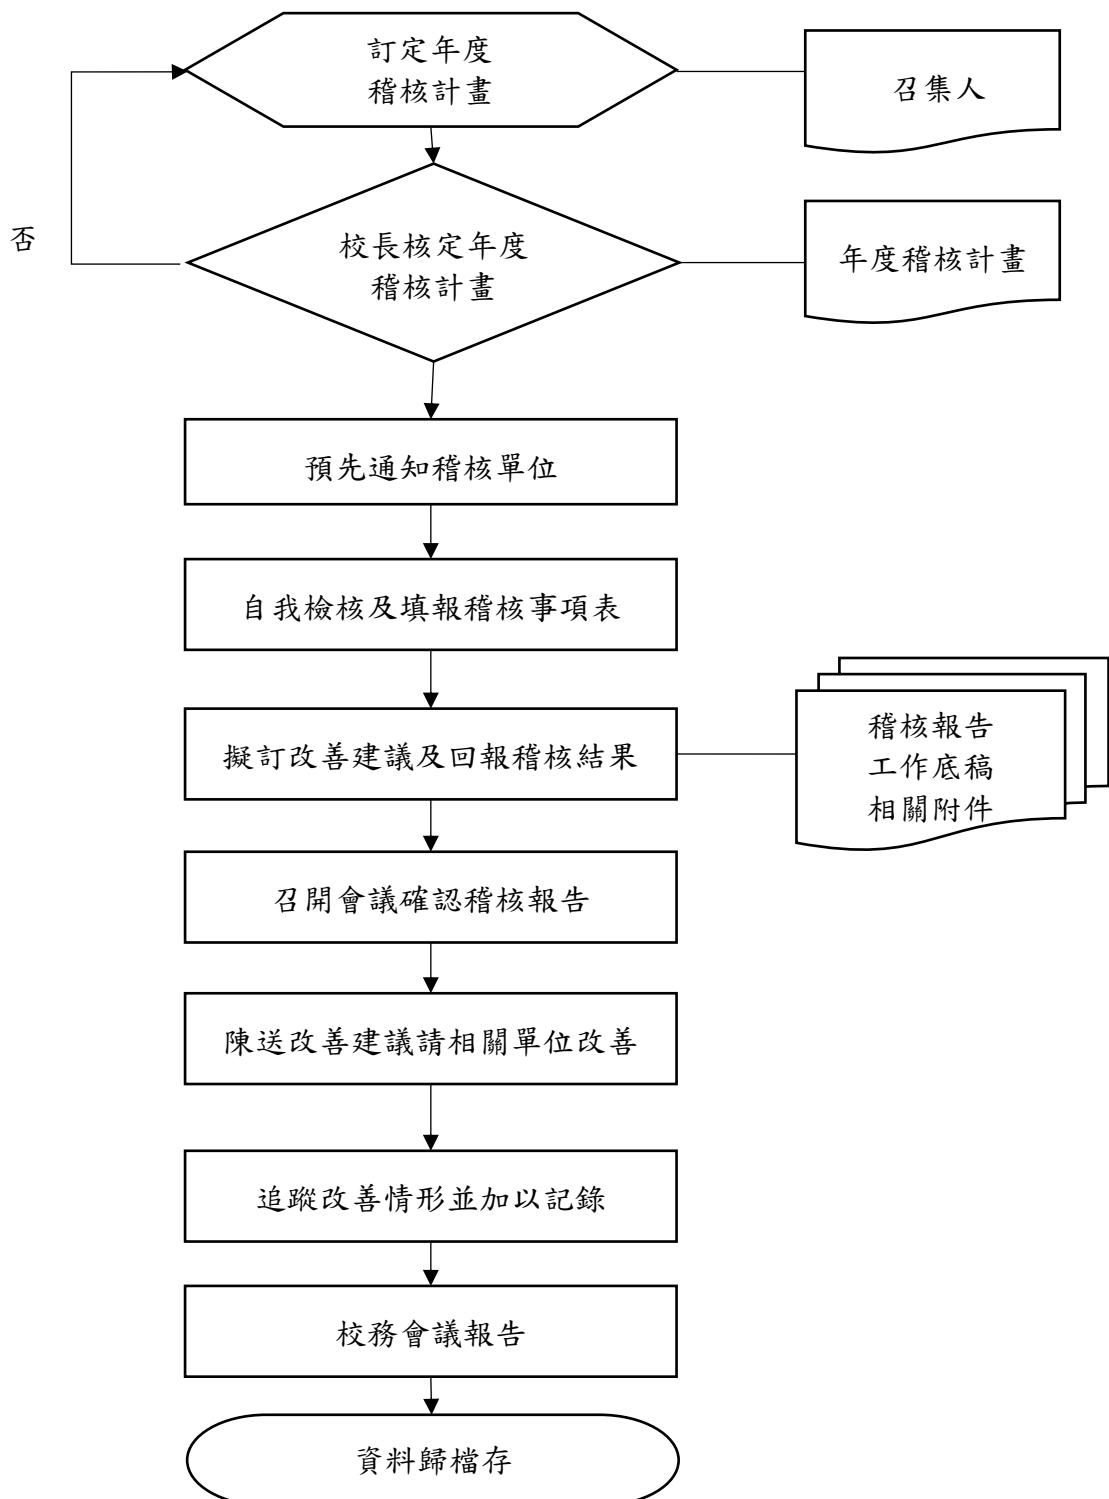 訂定年度
稽核計畫
召集人
否
校長核定年度
稽核計畫
年度稽核計畫
預先通知稽核單位
自我檢核及填報稽核事項表
擬訂改善建議及回報稽核結果
稽核報告
工作底稿
相關附件
召開會議確認稽核報告
陳送改善建議請相關單位改善
追蹤改善情形並加以記錄
校務會議報告
資料歸檔存